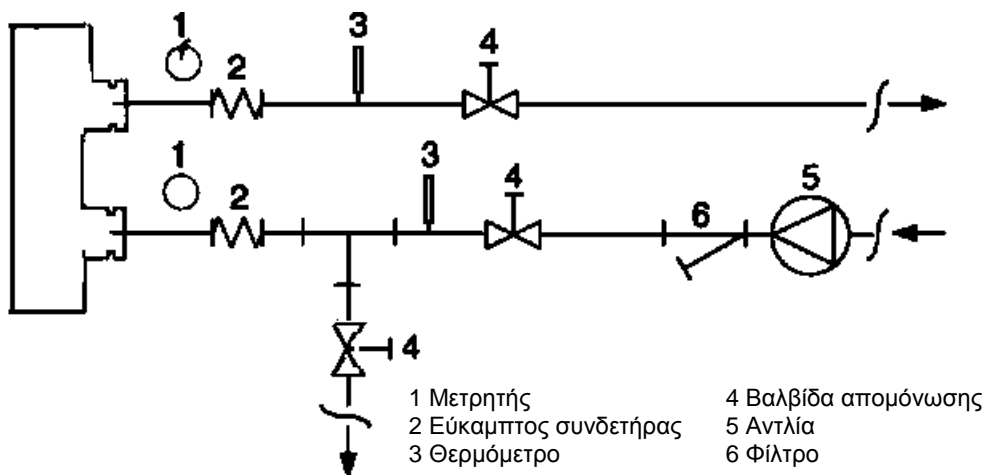 1
2
3
4
1
2
3
4
6
5
4
1 Μετρητής
2 Εύκαμπτος συνδετήρας
3 Θερμόμετρο
4 Βαλβίδα απομόνωσης
5 Αντλία
6 Φίλτρο